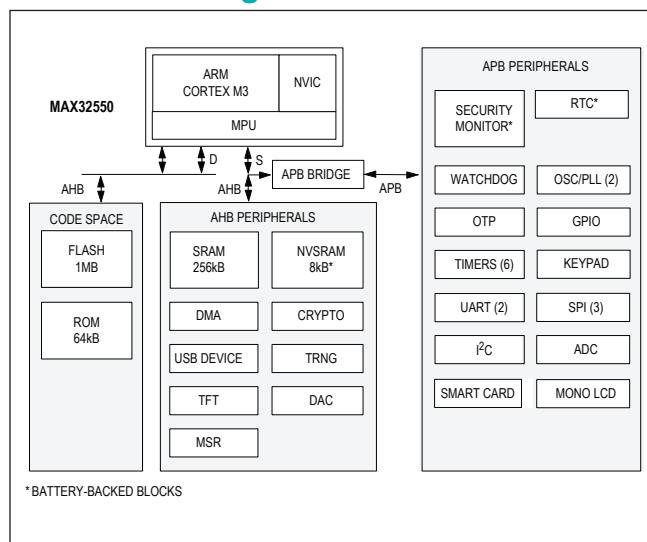 MAX32550
ARM
CORTEX M3
NVIC
MPU
D
S
AHB
AHB
APB BRIDGE
APB
CODE SPACE
FLASH
1MB
ROM
64kB
AHB PERIPHERALS
SRAM
256kB
NVSRAM
8kB*
DMA
CRYPTO
USB DEVICE
TRNG
TFT
DAC
MSR
APB PERIPHERALS
SECURITY
MONITOR*
RTC*
WATCHDOG
OSC/PLL (2)
OTP
GPIO
TIMERS (6)
KEYPAD
UART (2)
SPI (3)
I²C
ADC
SMART CARD
MONO LCD
* BATTERY-BACKED BLOCKS